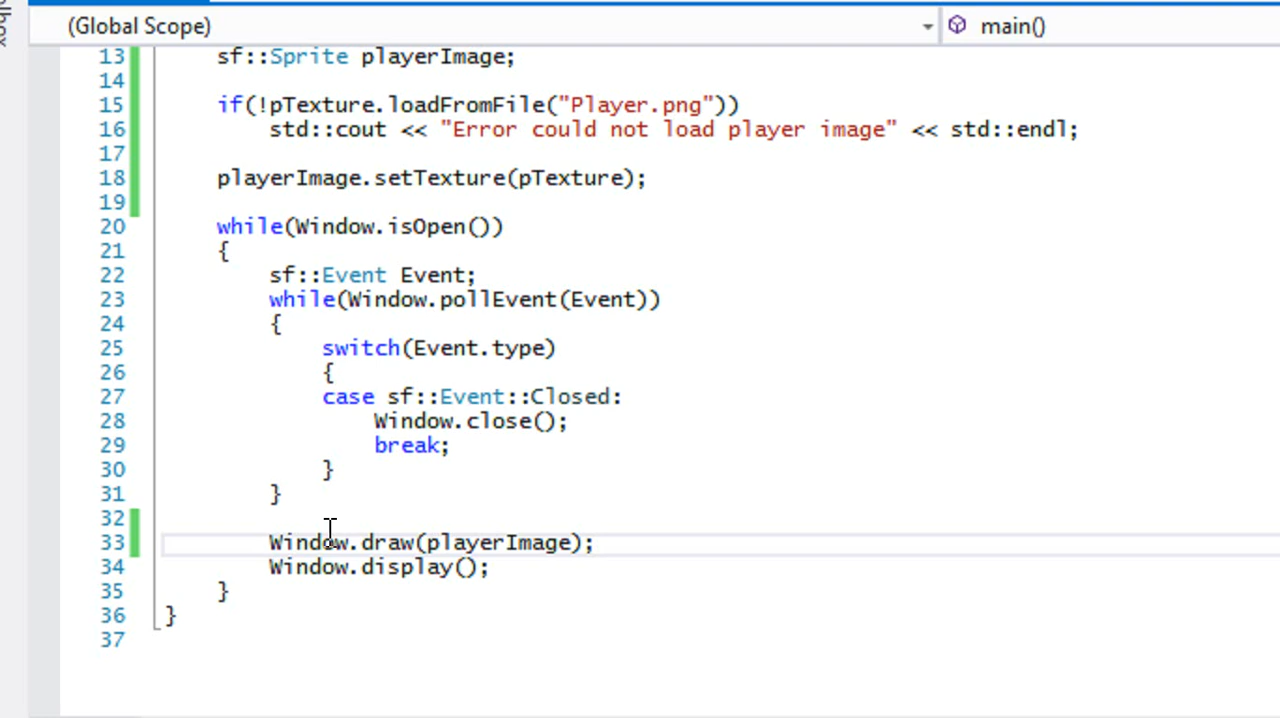 lbox
(Global Scope) main()
13 sf::Sprite playerImage;
14
15 if(!pTexture.loadFromFile("Player.png"))
16 std::cout << "Error could not load player image" << std::endl;
17
18 playerImage.setTexture(pTexture);
19
20 while(Window.isOpen())
21 {
22 sf::Event Event;
23 while(Window.pollEvent(Event))
24 {
25 switch(Event.type)
26 {
27 case sf::Event::Closed:
28 Window.close();
29 break;
30 }
31 }
32
33 Window.draw(playerImage);
34 Window.display();
35 }
36 }
37